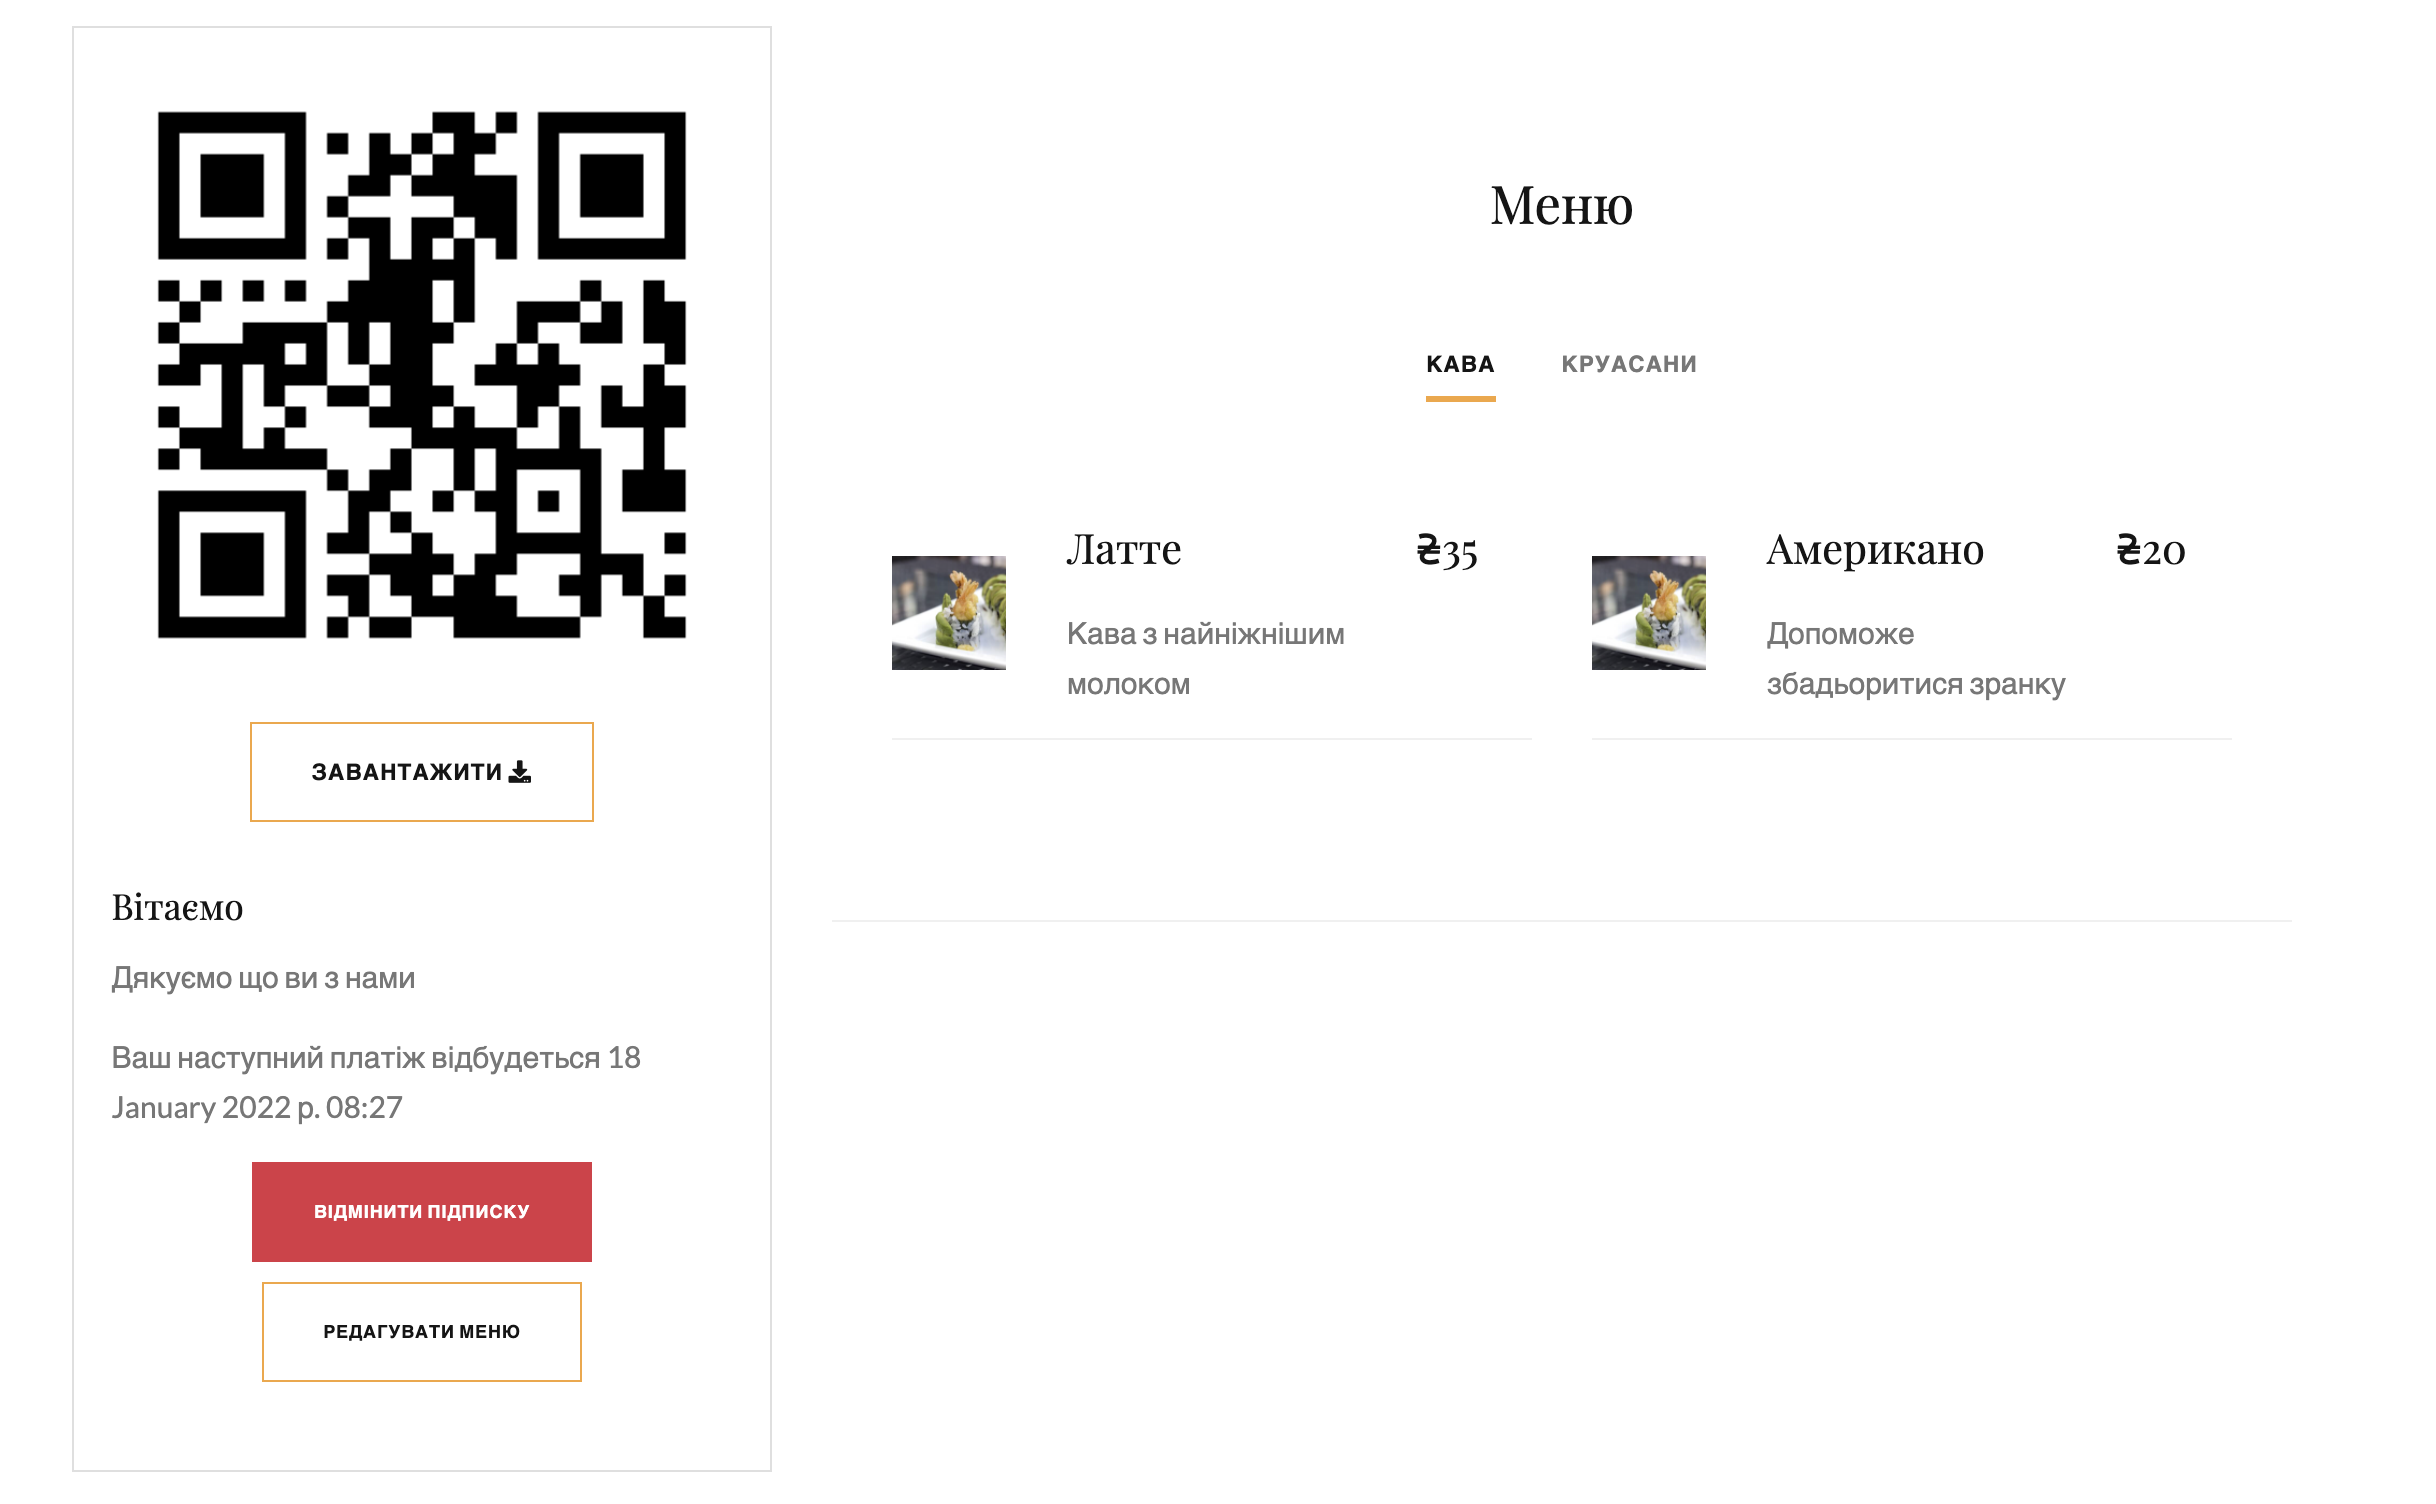 ЗАВАНТАЖИТИ
Вітаємо
Дякуємо що ви з нами
Ваш наступний платіж відбудеться 18
January 2022 р. 08:27
ВІДМІНИТИ ПІДПИСКУ
РЕДАГУВАТИ МЕНЮ
Меню
КАВА КРУАСАНИ
Латте ₴35
Кава з найніжнішим
молоком
Американо ₴20
Допоможе
збадьоритися зранку